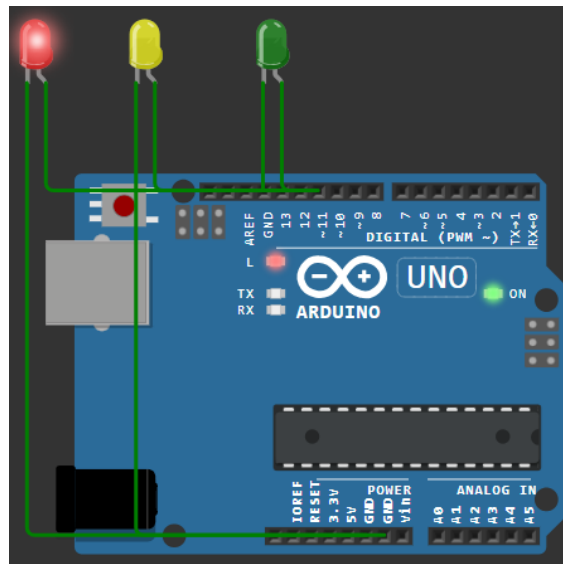 AREF
GND
13
12
~11
~10
~9
8
7
~6
~5
4
~3
2
TX→1
RX←0
DIGITAL (PWM ~)
L
TX
RX
UNO
ON
ARDUINO
IOREF
RESET
3.3V
5V
GND
GND
Vin
POWER
ANALOG IN
A0
A1
A2
A3
A4
A5